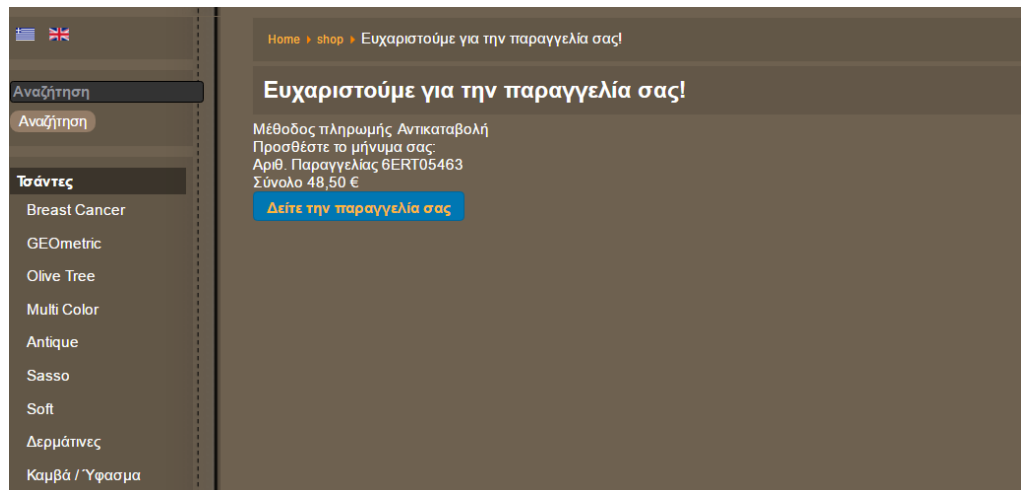 Αναζήτηση
Αναζήτηση
Τσάντες
Breast Cancer
GEOmetric
Olive Tree
Multi Color
Antique
Sasso
Soft
Δερμάτινες
Καμβά / Ύφασμα
Home shop Ευχαριστούμε για την παραγγελία σας!
Ευχαριστούμε για την παραγγελία σας!
Μέθοδος πληρωμής Αντικαταβολή
Προσθέστε το μήνυμα σας:
Αριθ. Παραγγελίας 6ERT05463
Σύνολο 48,50 €
Δείτε την παραγγελία σας